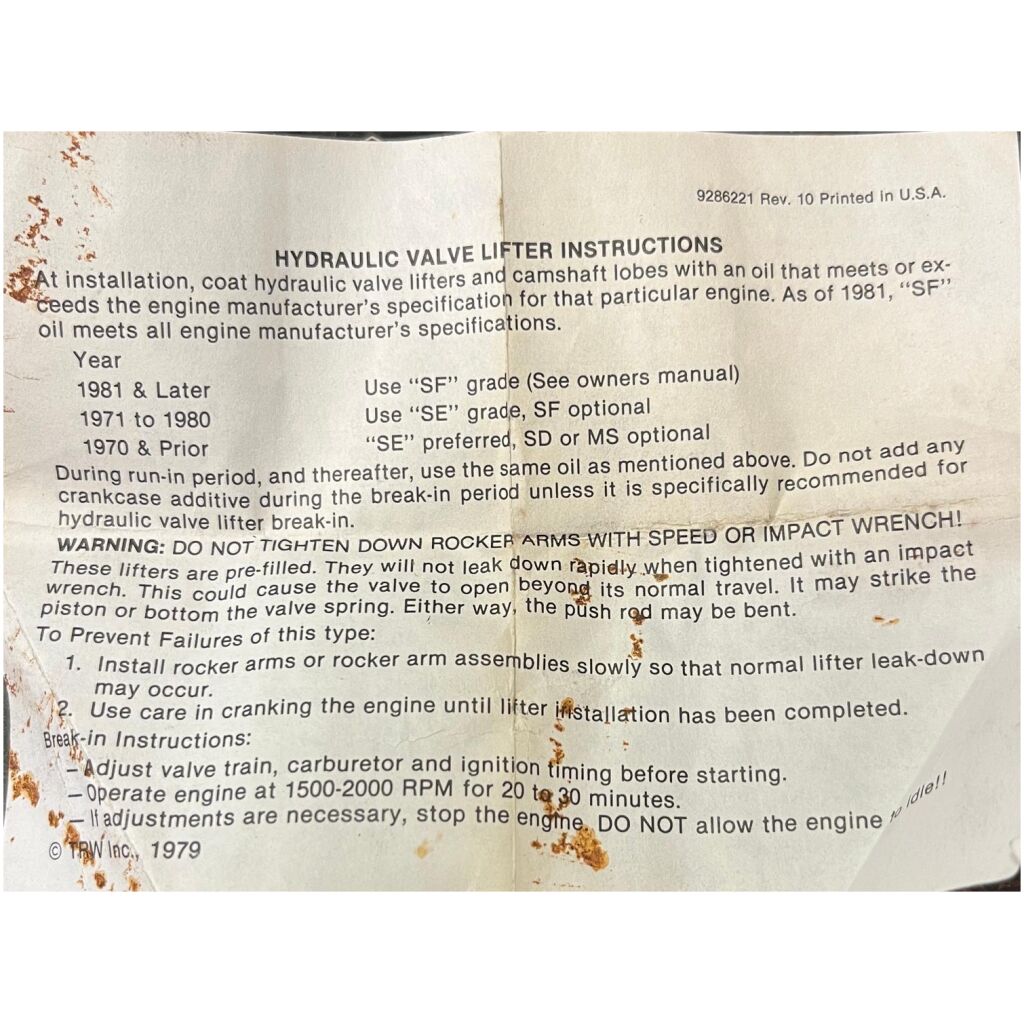 9286221 Rev. 10 Printed in U.S.A.
HYDRAULIC VALVE LIFTER INSTRUCTIONS
At installation, coat hydraulic valve lifters and camshaft lobes with an oil that meets or ex-
ceeds the engine manufacturer's specification for that particular engine. As of 1981, "SF"
oil meets all engine manufacturer's specifications.
Year
1981 & Later Use "SF" grade (See owners manual)
1971 to 1980 Use "SE" grade, SF optional
1970 & Prior "SE" preferred, SD or MS optional
During run-in period, and thereafter, use the same oil as mentioned above. Do not add any
crankcase additive during the break-in period unless it is specifically recommended for
hydraulic valve lifter break-in.
WARNING: DO NOT TIGHTEN DOWN ROCKER ARMS WITH SPEED OR IMPACT WRENCH!
These lifters are pre-filled. They will not leak down rapidly when tightened with an impact
wrench. This could cause the valve to open beyond its normal travel. It may strike the
piston or bottom the valve spring. Either way, the push rod may be bent.
To Prevent Failures of this type:
1. Install rocker arms or rocker arm assemblies slowly so that normal lifter leak-down
may occur.
2. Use care in cranking the engine until lifter installation has been completed.
Break-in Instructions:
– Adjust valve train, carburetor and ignition timing before starting.
– Operate engine at 1500-2000 RPM for 20 to 30 minutes.
– If adjustments are necessary, stop the engine. DO NOT allow the engine to idle!!
© TRW Inc., 1979